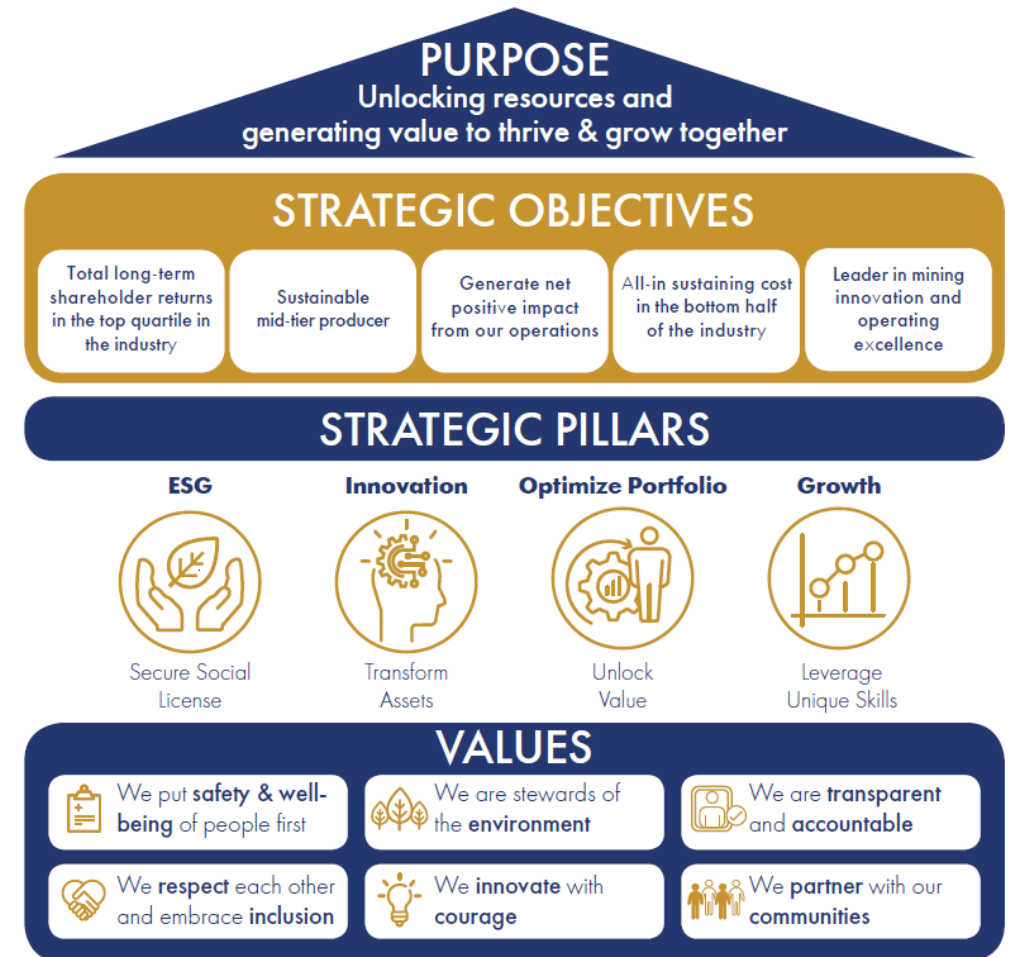 PURPOSE
Unlocking resources and
generating value to thrive & grow together
STRATEGIC OBJECTIVES
Total long-term
shareholder returns
in the top quartile in
the industry
Sustainable
mid-tier producer
Generate net
positive impact
from our operations
All-in sustaining cost
in the bottom half
of the industry
Leader in mining
innovation and
operating
excellence
STRATEGIC PILLARS
ESG
Secure Social
License
Innovation
Transform
Assets
Optimize Portfolio
Unlock
Value
Growth
Leverage
Unique Skills
VALUES
We put safety & well-
being of people first
We are stewards of
the environment
We are transparent
and accountable
We respect each other
and embrace inclusion
We innovate with
courage
We partner with our
communities